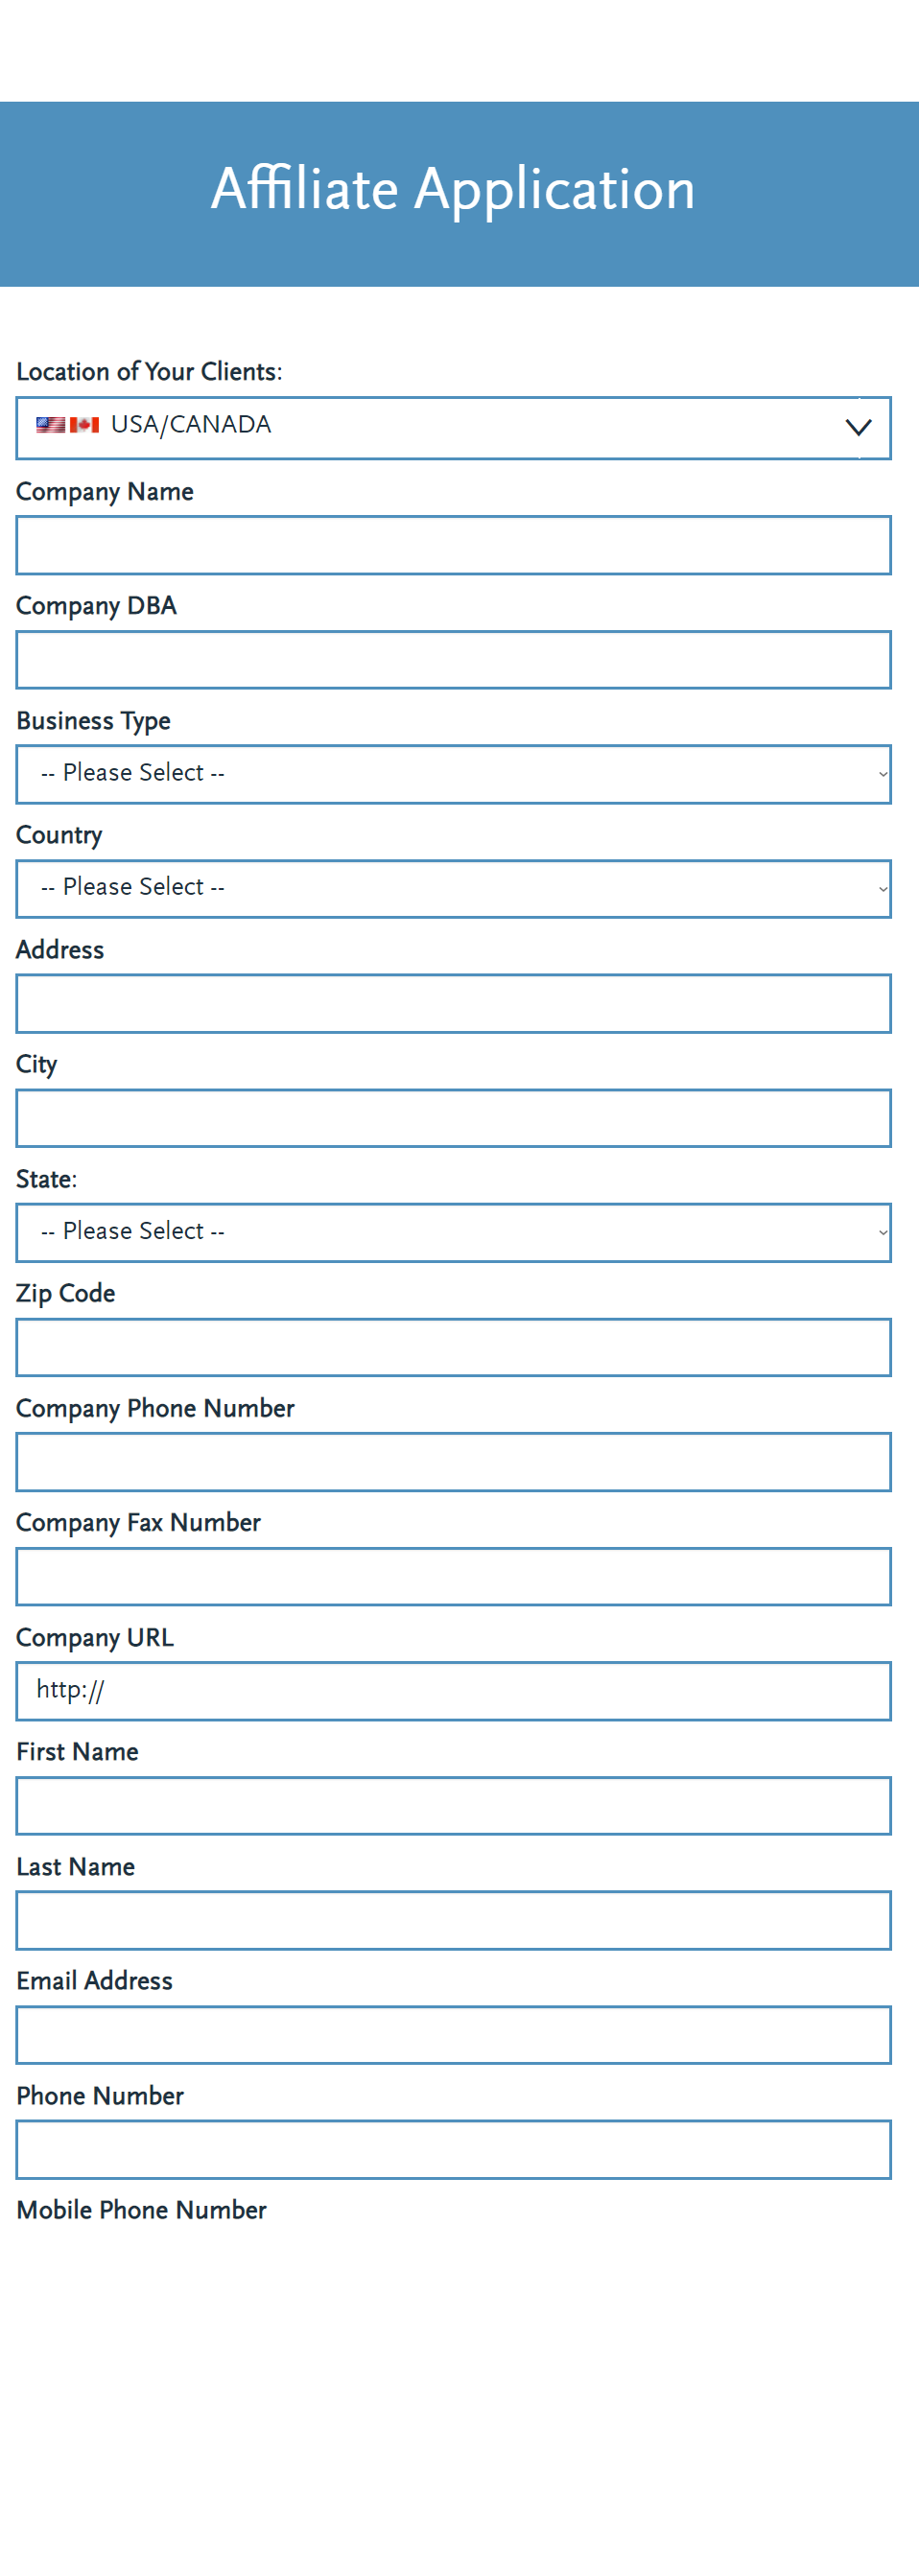 Affiliate Application
Location of Your Clients:
USA/CANADA
Company Name
Company DBA
Business Type
-- Please Select --
Country
-- Please Select --
Address
City
State:
-- Please Select --
Zip Code
Company Phone Number
Company Fax Number
Company URL
http://
First Name
Last Name
Email Address
Phone Number
Mobile Phone Number